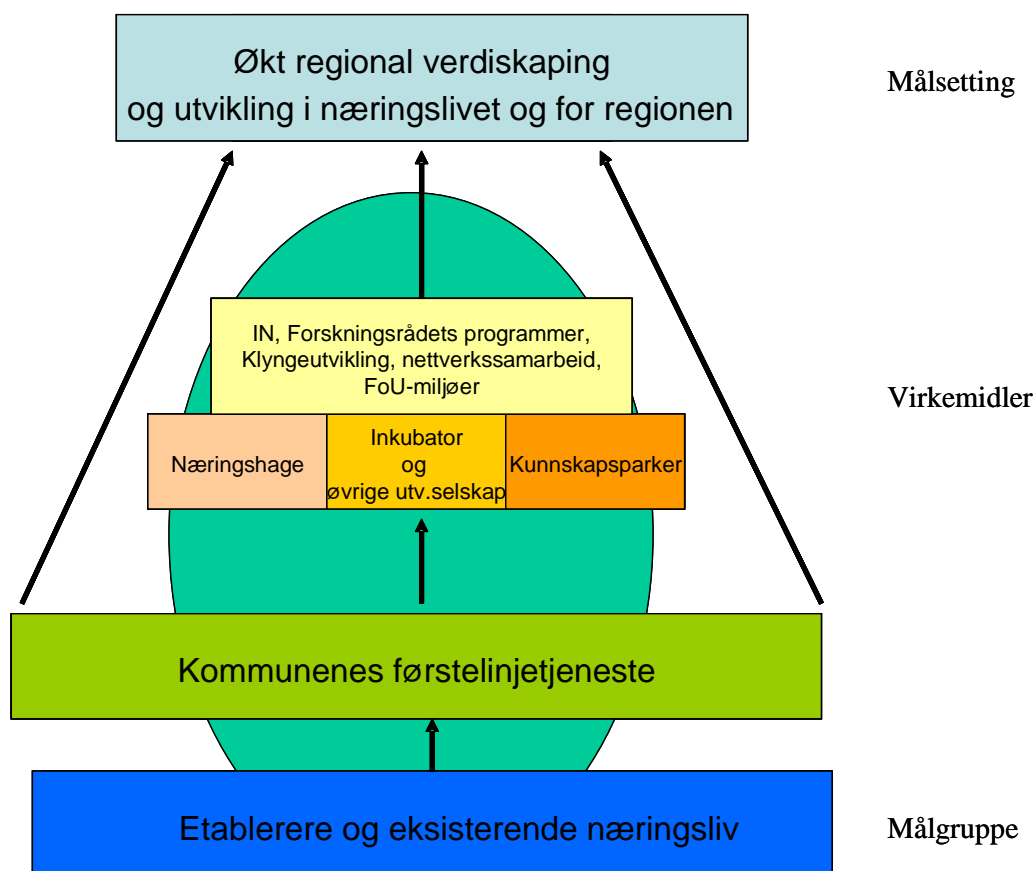 Økt regional verdiskaping
og utvikling i næringslivet og for regionen
Målsetting
IN, Forskningsrådets programmer,
Klyngeutvikling, nettverkssamarbeid,
FoU-miljøer
Virkemidler
Næringshage
Inkubator
og
øvrige utv.selskap
Kunnskapsparker
Kommunenes førstelinjetjeneste
Etablerere og eksisterende næringsliv
Målgruppe